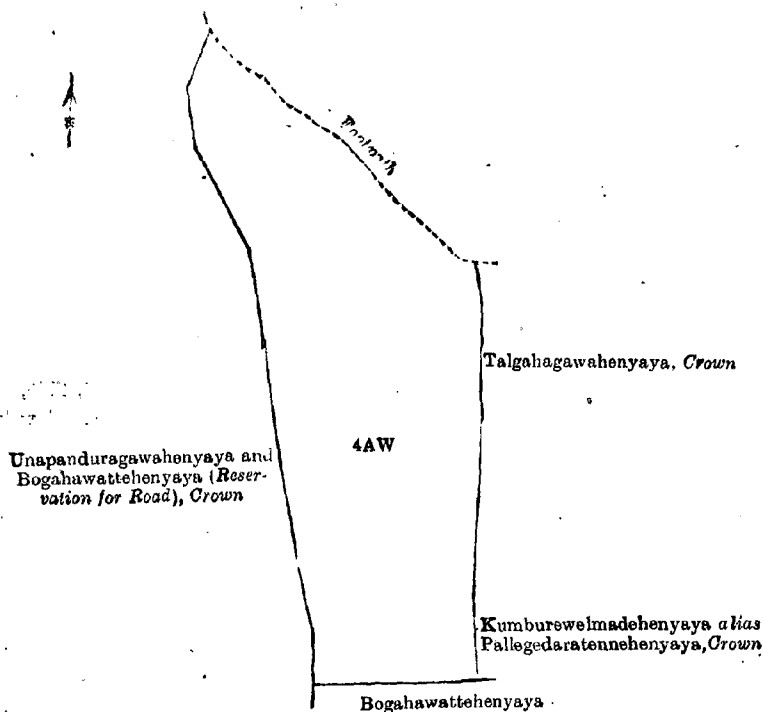 Footpath
Talgahagawahenyaya, Crown
4AW
Unapanduragawahenyaya and
Bogahawattehenyaya (Reser-
vation for Road), Crown
Kumburewelmadehenyaya alias
Pallegedaratennehenyaya, Crown
Bogahawattehenyaya